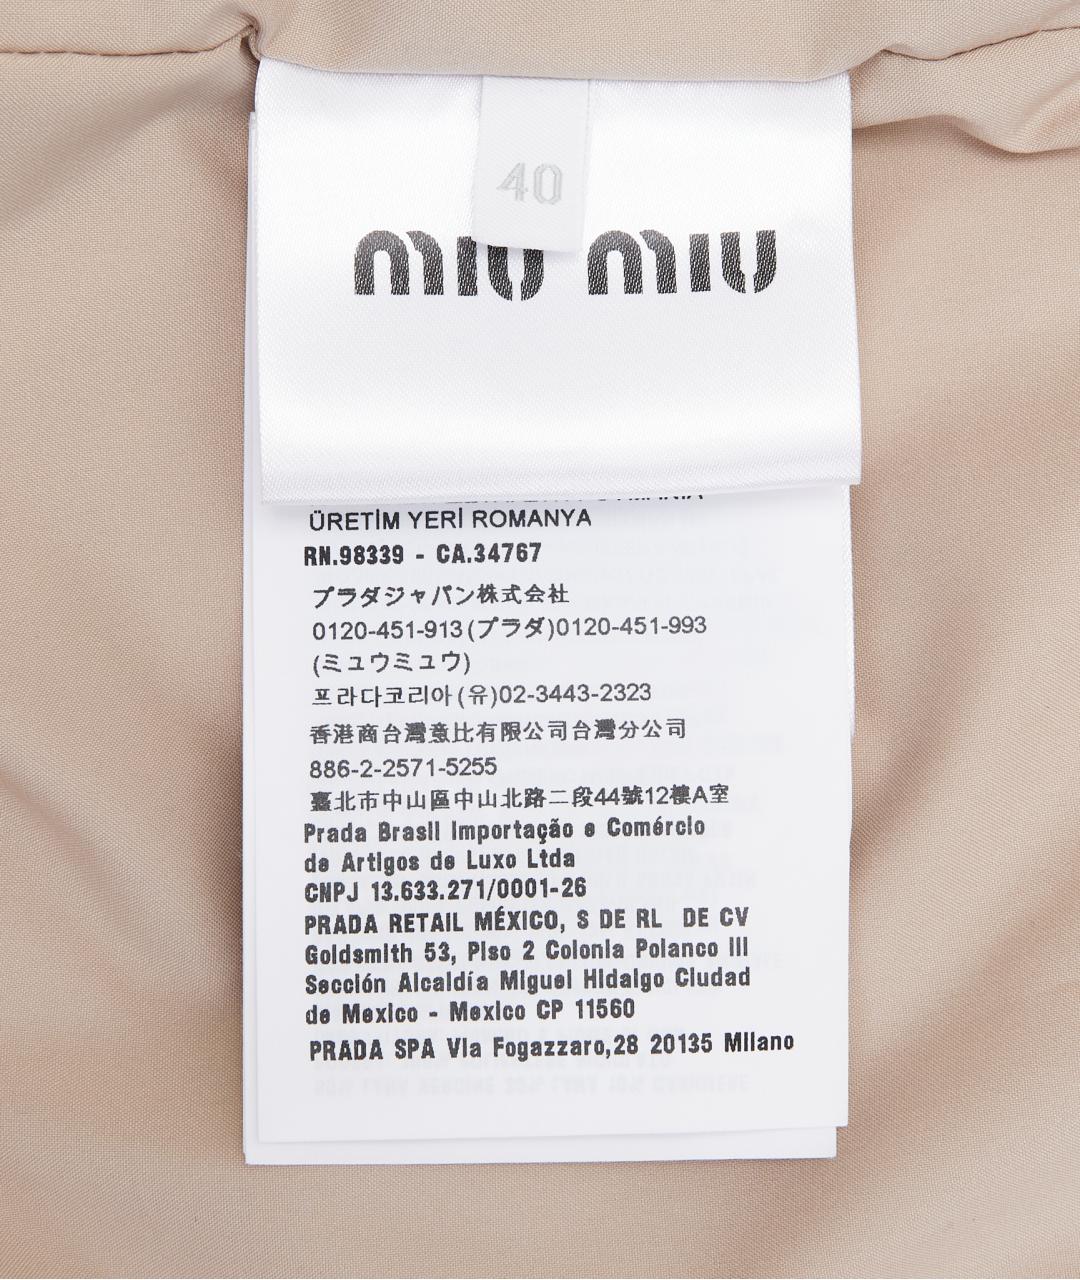 40
miu miu
ÜRETİM YERİ ROMANYA
RN.98339 - CA.34767
プラダジャパン株式会社
0120-451-913(プラダ)0120-451-993
(ミュウミュウ)
프라다코리아(유)02-3443-2323
香港商台灣意比有限公司台灣分公司
886-2-2571-5255
臺北市中山區中山北路二段44號12樓A室
Prada Brasil Importação e Comércio
de Artigos de Luxo Ltda
CNPJ 13.633.271/0001-26
PRADA RETAIL MÉXICO, S DE RL DE CV
Goldsmith 53, Piso 2 Colonia Polanco III
Sección Alcaldía Miguel Hidalgo Ciudad
de Mexico - Mexico CP 11560
PRADA SPA Via Fogazzaro,28 20135 Milano